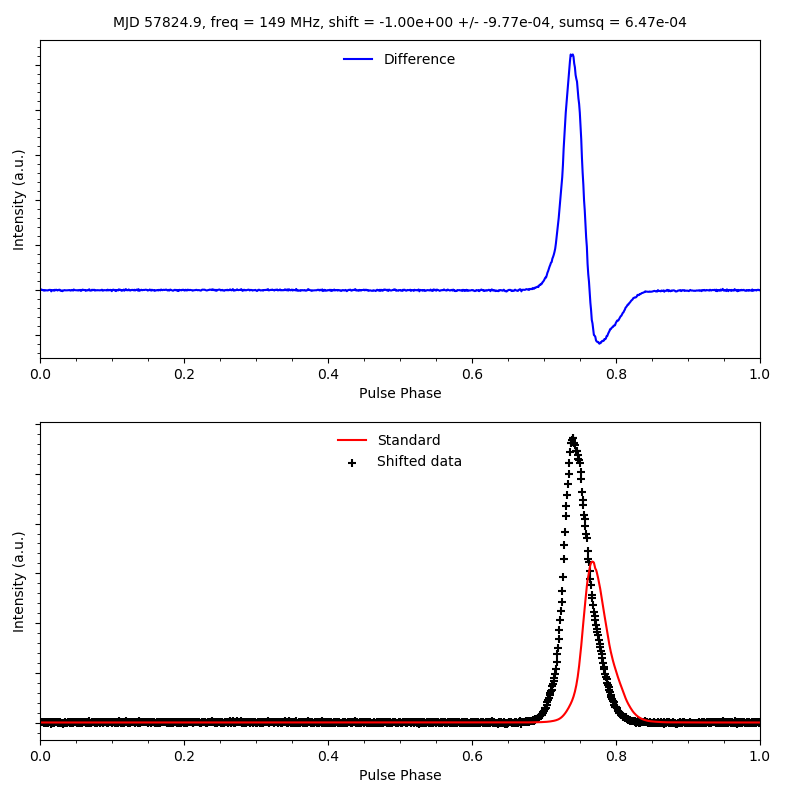 MJD 57824.9, freq = 149 MHz, shift = -1.00e+00 +/- -9.77e-04, sumsq = 6.47e-04
Difference
Intensity (a.u.)
0.0 0.2 0.4 0.6 0.8 1.0
Pulse Phase
Standard
Shifted data
Intensity (a.u.)
0.0 0.2 0.4 0.6 0.8 1.0
Pulse Phase